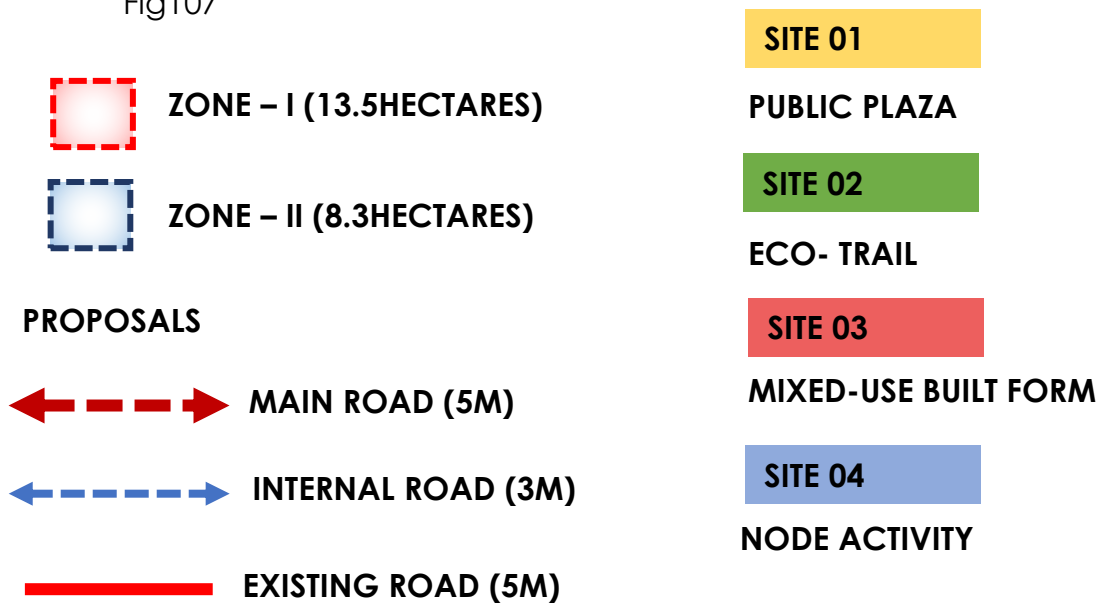 Fig107
ZONE – I (13.5HECTARES)
ZONE – II (8.3HECTARES)
PROPOSALS
MAIN ROAD (5M)
INTERNAL ROAD (3M)
EXISTING ROAD (5M)
SITE 01
PUBLIC PLAZA
SITE 02
ECO- TRAIL
SITE 03
MIXED-USE BUILT FORM
SITE 04
NODE ACTIVITY